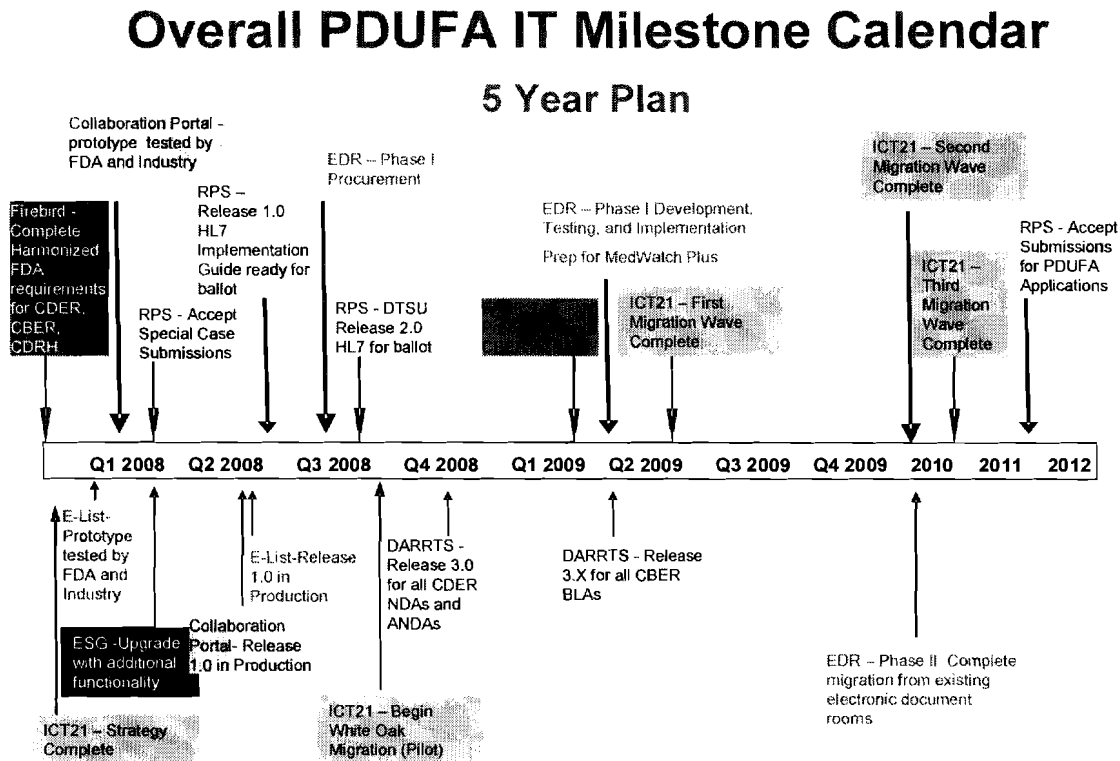 Overall PDUFA IT Milestone Calendar
5 Year Plan
Collaboration Portal -
prototype tested by
FDA and Industry
Firebird -
Complete
Harmonized
FDA
requirements
for CDER,
CBER,
CDRH
RPS - Accept
Special Case
Submissions
RPS –
Release 1.0
HL7
Implementation
Guide ready for
ballot
EDR – Phase I
Procurement
RPS - DTSU
Release 2.0
HL7 for ballot
EDR – Phase I Development,
Testing, and Implementation
Prep for MedWatch Plus
ICT21 – First
Migration Wave
Complete
ICT21 – Second
Migration Wave
Complete
ICT21 –
Third
Migration
Wave
Complete
RPS - Accept
Submissions
for PDUFA
Applications
Q1 2008 Q2 2008 Q3 2008 Q4 2008 Q1 2009 Q2 2009 Q3 2009 Q4 2009 2010 2011 2012
E-List-
Prototype
tested by
FDA and
Industry
ESG -Upgrade
with additional
functionality
ICT21 – Strategy
Complete
E-List-Release
1.0 in
Production
Collaboration
Portal- Release
1.0 in Production
ICT21 – Begin
White Oak
Migration (Pilot)
DARRTS -
Release 3.0
for all CDER
NDAs and
ANDAs
DARRTS - Release
3.X for all CBER
BLAs
EDR – Phase II Complete
migration from existing
electronic document
rooms